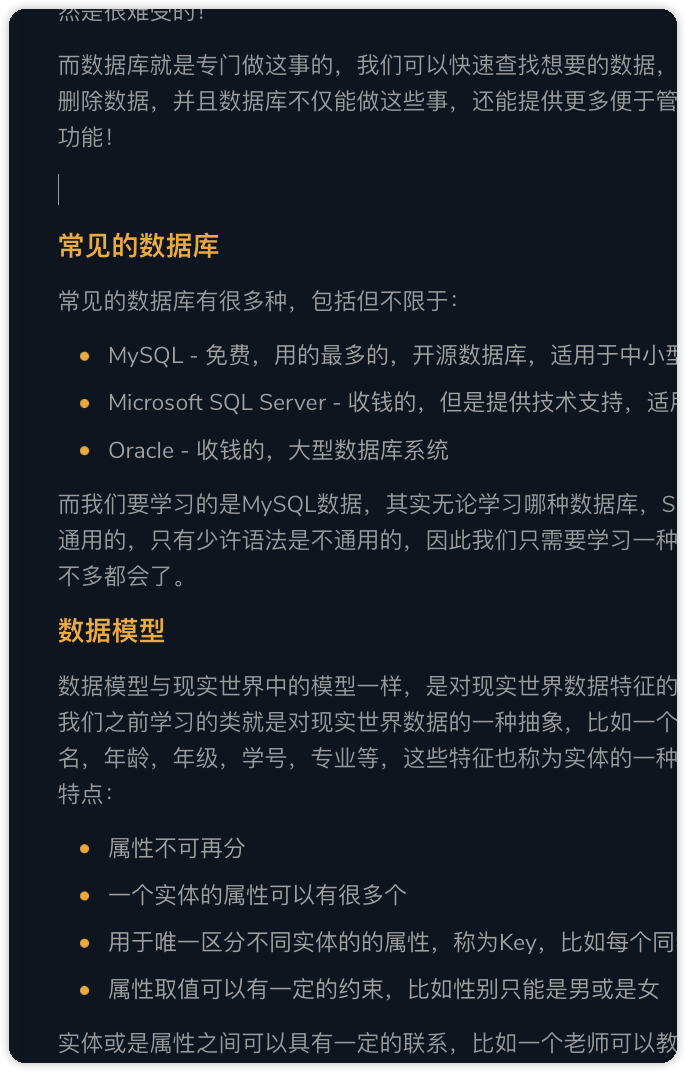 然是很难受的！
而数据库就是专门做这事的，我们可以快速查找想要的数据，
删除数据，并且数据库不仅能做这些事，还能提供更多便于管
功能！
常见的数据库
常见的数据库有很多种，包括但不限于：
MySQL - 免费，用的最多的，开源数据库，适用于中小型
Microsoft SQL Server - 收钱的，但是提供技术支持，适用
Oracle - 收钱的，大型数据库系统
而我们要学习的是MySQL数据，其实无论学习哪种数据库，S
通用的，只有少许语法是不通用的，因此我们只需要学习一种
不多都会了。
数据模型
数据模型与现实世界中的模型一样，是对现实世界数据特征的
我们之前学习的类就是对现实世界数据的一种抽象，比如一个
名，年龄，年级，学号，专业等，这些特征也称为实体的一种
特点：
属性不可再分
一个实体的属性可以有很多个
用于唯一区分不同实体的的属性，称为Key，比如每个同
属性取值可以有一定的约束，比如性别只能是男或是女
实体或是属性之间可以具有一定的联系，比如一个老师可以教